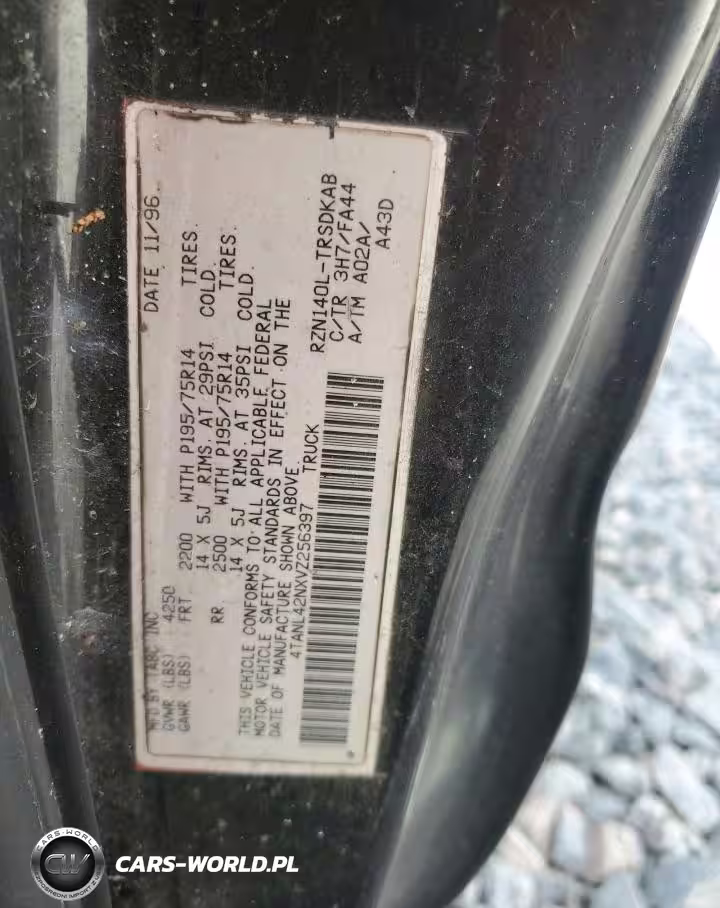 MFD BY TABC INC DATE 11/96
GVWR (LBS) 4250
GAWR (LBS) FRT 2200 WITH P195/75R14 TIRES.
14 X 5J RIMS. AT 29PSI COLD.
RR 2500 WITH P195/75R14 TIRES.
14 X 5J RIMS. AT 35PSI COLD.
THIS VEHICLE CONFORMS TO ALL APPLICABLE FEDERAL
MOTOR VEHICLE SAFETY STANDARDS IN EFFECT ON THE
DATE OF MANUFACTURE SHOWN ABOVE.
4TANL42NXVZ256397 TRUCK
RZN140L-TRSDKAB
C/TR 3H7/FA44
A/TM A02A/
A43D
CARS-WORLD
CW
CARS-WORLD.PL